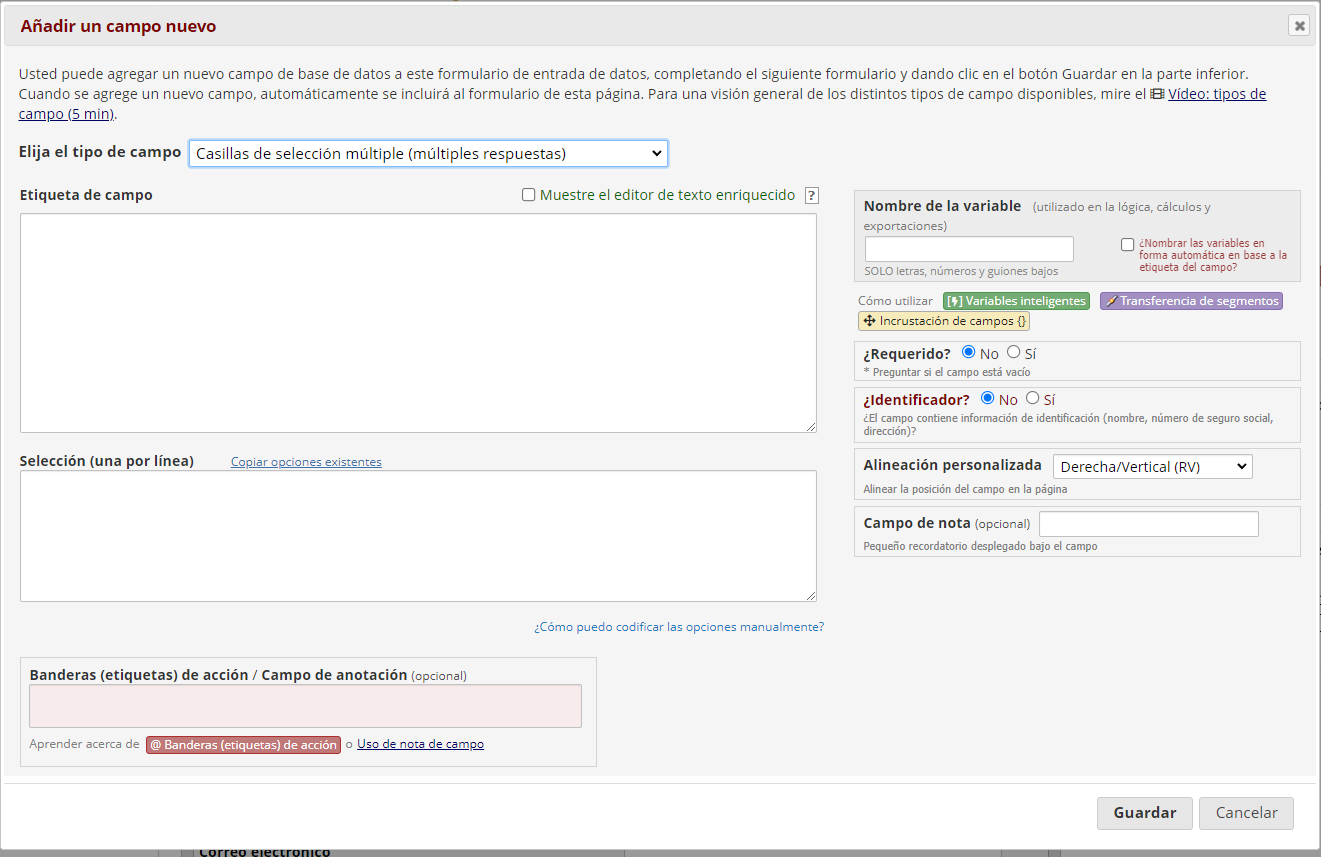 Añadir un campo nuevo
Usted puede agregar un nuevo campo de base de datos a este formulario de entrada de datos, completando el siguiente formulario y dando clic en el botón Guardar en la parte inferior.
Cuando se agrege un nuevo campo, automáticamente se incluirá al formulario de esta página. Para una visión general de los distintos tipos de campo disponibles, mire el Vídeo: tipos de
campo (5 min).
Elija el tipo de campo Casillas de selección múltiple (múltiples respuestas)
Etiqueta de campo Muestre el editor de texto enriquecido ?
Selección (una por línea) Copiar opciones existentes
¿Cómo puedo codificar las opciones manualmente?
Banderas (etiquetas) de acción / Campo de anotación (opcional)
Aprender acerca de @ Banderas (etiquetas) de acción o Uso de nota de campo
Nombre de la variable (utilizado en la lógica, cálculos y
exportaciones)
SOLO letras, números y guiones bajos
¿Nombrar las variables en
forma automática en base a la
etiqueta del campo?
Cómo utilizar [⚡] Variables inteligentes Transferencia de segmentos
Incrustación de campos {}
¿Requerido? No Sí
* Preguntar si el campo está vacío
¿Identificador? No Sí
¿El campo contiene información de identificación (nombre, número de seguro social,
dirección)?
Alineación personalizada Derecha/Vertical (RV)
Alinear la posición del campo en la página
Campo de nota (opcional)
Pequeño recordatorio desplegado bajo el campo
Guardar Cancelar
Correo electrónico